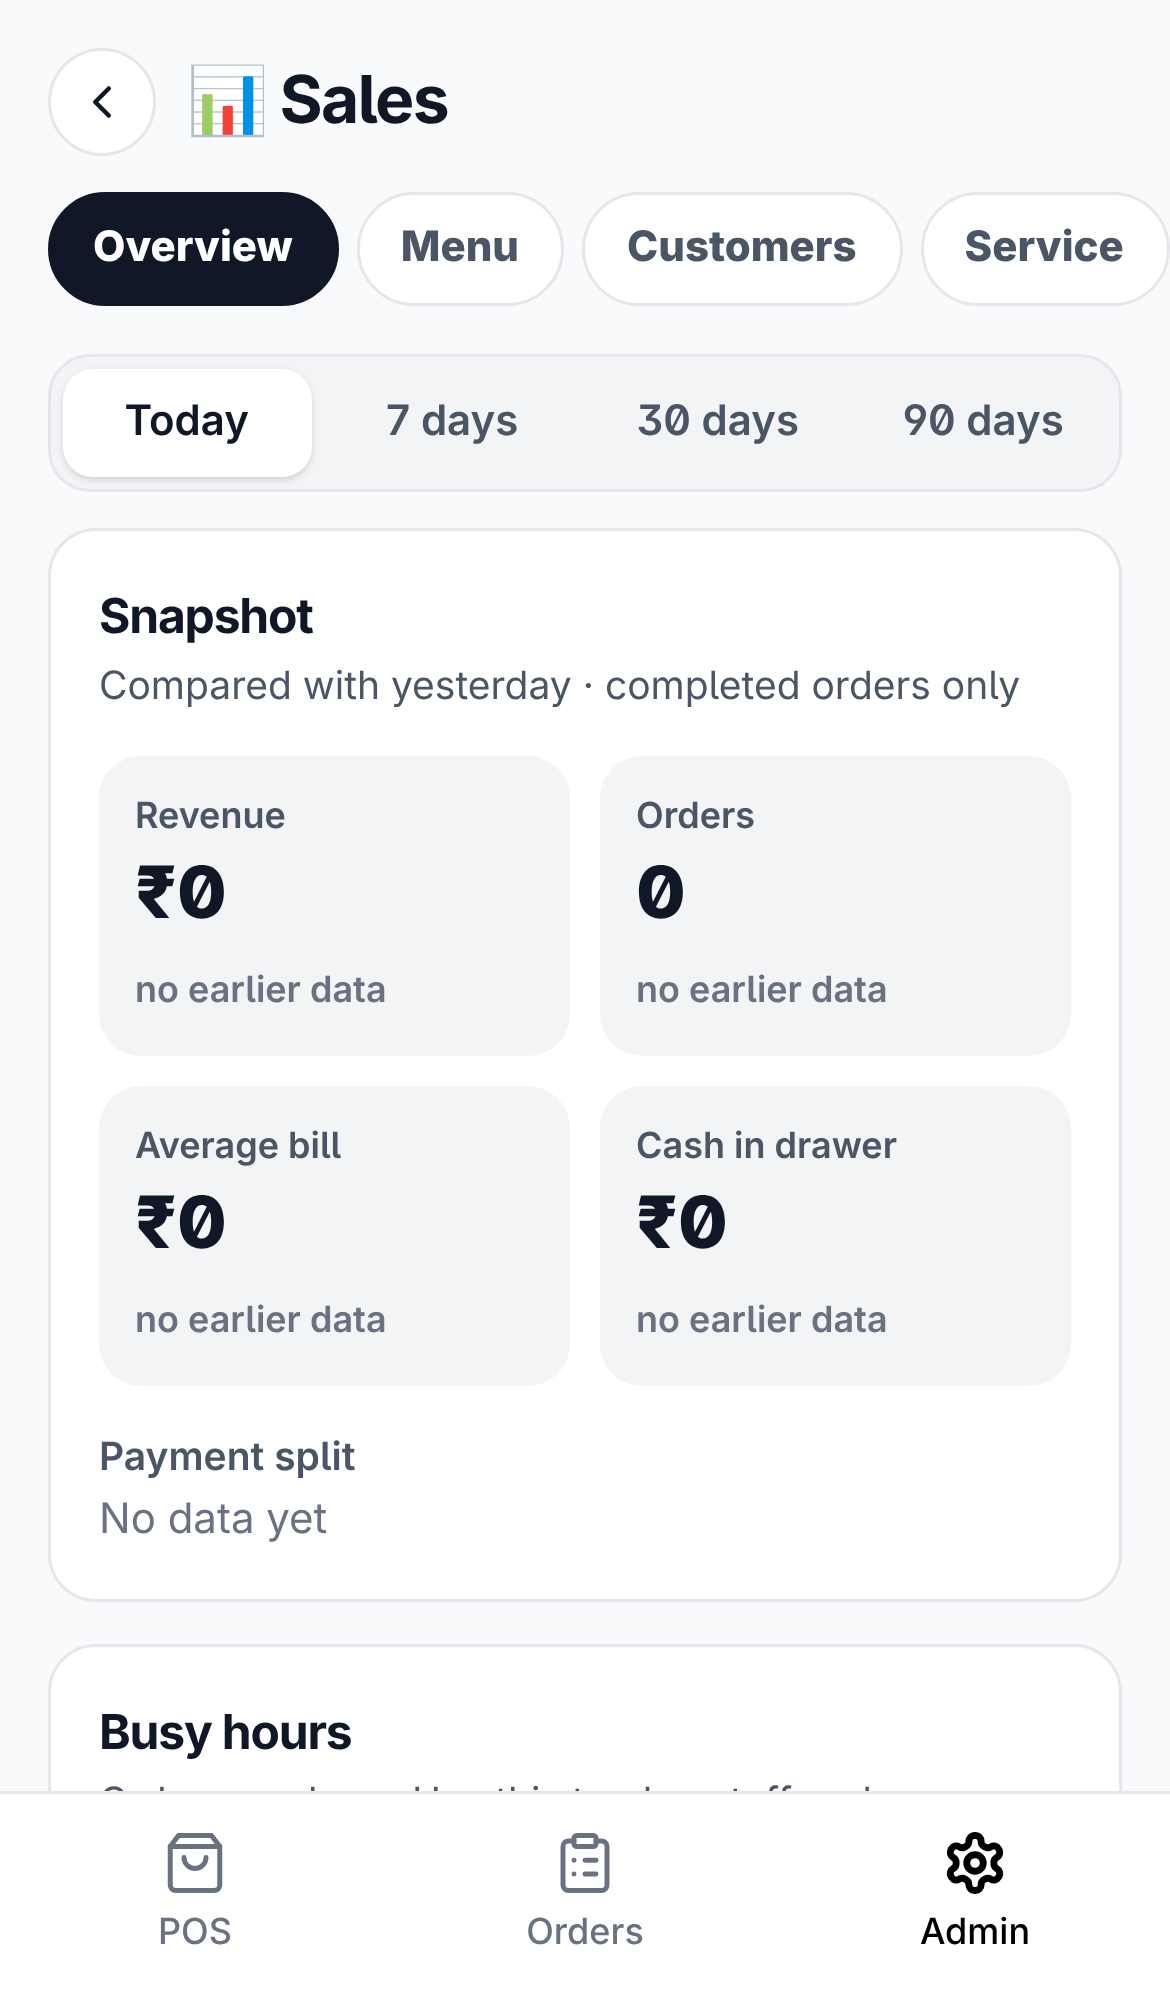 Sales
Overview Menu Customers Service
Today 7 days 30 days 90 days
Snapshot
Compared with yesterday · completed orders only
Revenue Orders
₹0 0
no earlier data no earlier data
Average bill Cash in drawer
₹0 ₹0
no earlier data no earlier data
Payment split
No data yet
Busy hours
POS Orders Admin